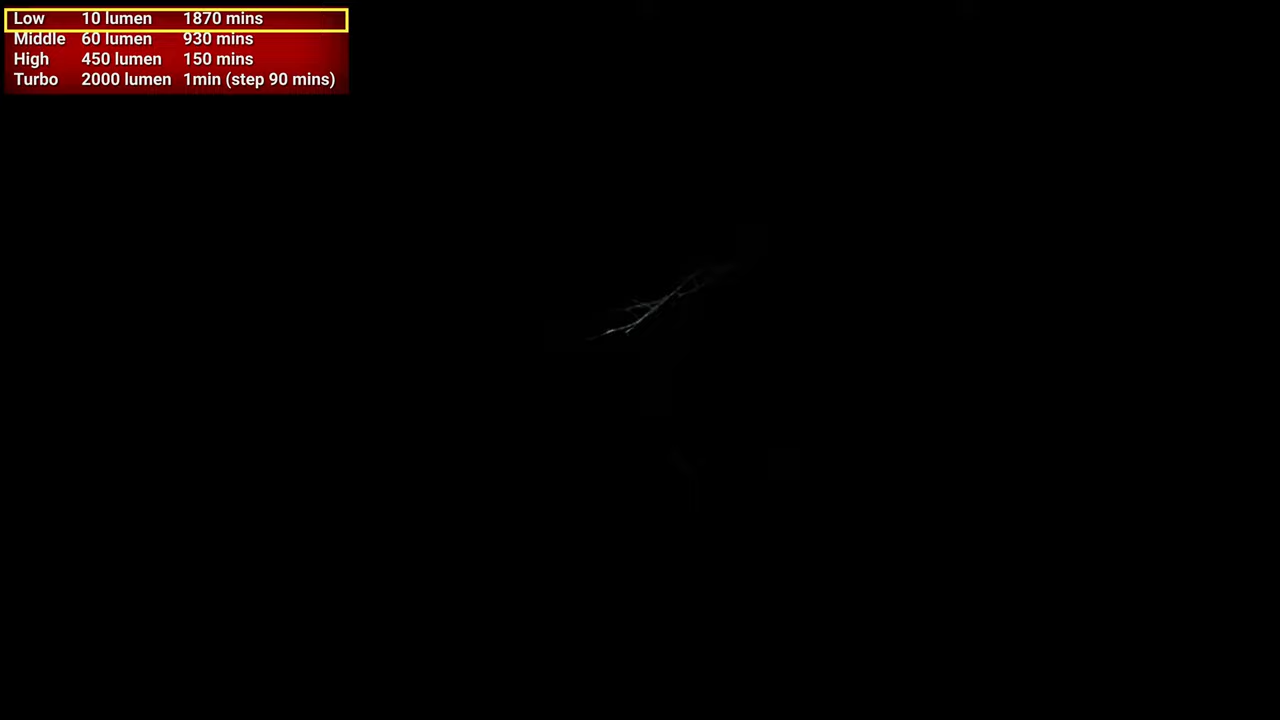 Low 10 lumen 1870 mins
Middle 60 lumen 930 mins
High 450 lumen 150 mins
Turbo 2000 lumen 1min (step 90 mins)